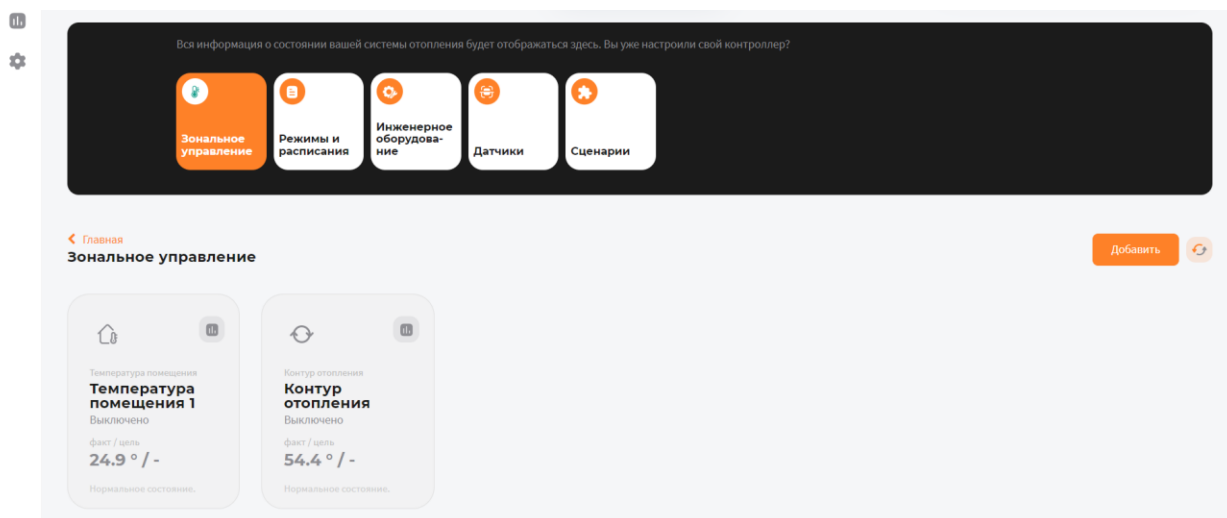 Вся информация о состоянии вашей системы отопления будет отображаться здесь. Вы уже настроили свой контроллер?
Зональное
управление
Режимы и
расписания
Инженерное
оборудова-
ние
Датчики
Сценарии
Главная
Зональное управление
Добавить
Температура помещения
Температура
помещения 1
Выключено
факт / цель
24.9 ° / -
Нормальное состояние.
Контур отопления
Контур
отопления
Выключено
факт / цель
54.4 ° / -
Нормальное состояние.